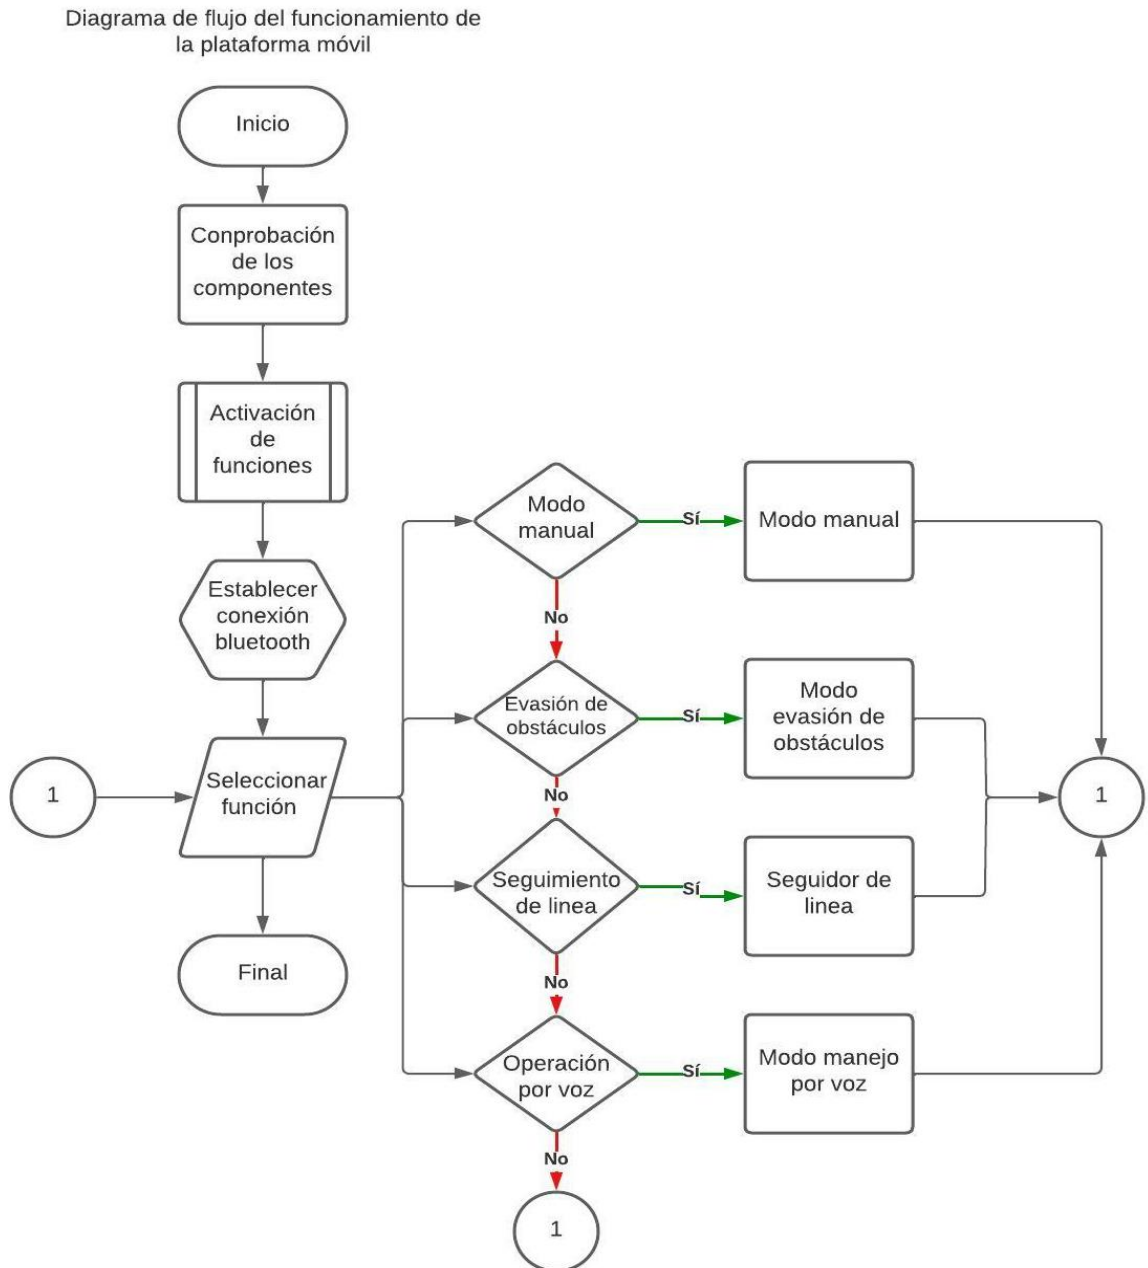 Diagrama de flujo del funcionamiento de
la plataforma móvil
Inicio
Conprobación
de los
componentes
Activación
de
funciones
Establecer
conexión
bluetooth
1
Seleccionar
función
Final
Modo
manual
Sí
Modo manual
No
Evasión de
obstáculos
Sí
Modo
evasión de
obstáculos
No
1
Seguimiento
de linea
Sí
Seguidor de
linea
No
Operación
por voz
Sí
Modo manejo
por voz
No
1